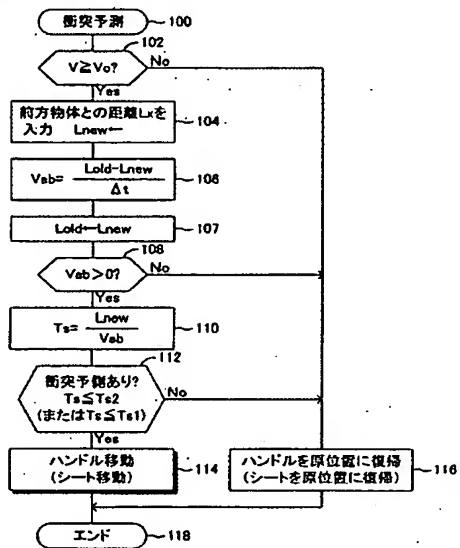 衝突予測
100
102
V≧Vo?
No
Yes
前方物体との距離Lxを
入力 Lnew←
104
Vab= Lold-Lnew
Δt
106
Lold←Lnew
107
108
Vab>0?
No
Yes
Ts= Lnew
Vab
110
112
衝突予測あり?
Ts≦Ts2
(またはTs≦Ts1)
No
Yes
ハンドル移動
(シート移動)
114
ハンドルを原位置に復帰
(シートを原位置に復帰)
116
エンド
118